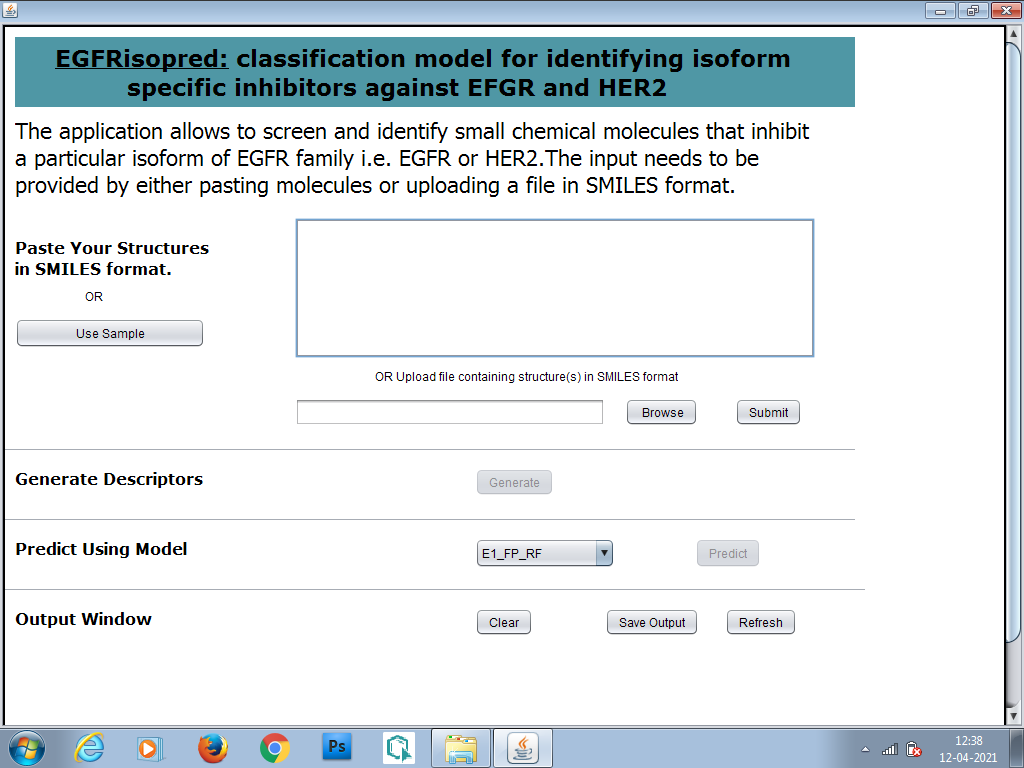 EGFRisopred: classification model for identifying isoform
specific inhibitors against EFGR and HER2
The application allows to screen and identify small chemical molecules that inhibit
a particular isoform of EGFR family i.e. EGFR or HER2.The input needs to be
provided by either pasting molecules or uploading a file in SMILES format.
Paste Your Structures
in SMILES format.
OR
Use Sample
OR Upload file containing structure(s) in SMILES format
Browse Submit
Generate Descriptors Generate
Predict Using Model E1_FP_RF Predict
Output Window Clear Save Output Refresh
Ps
12:38
12-04-2021